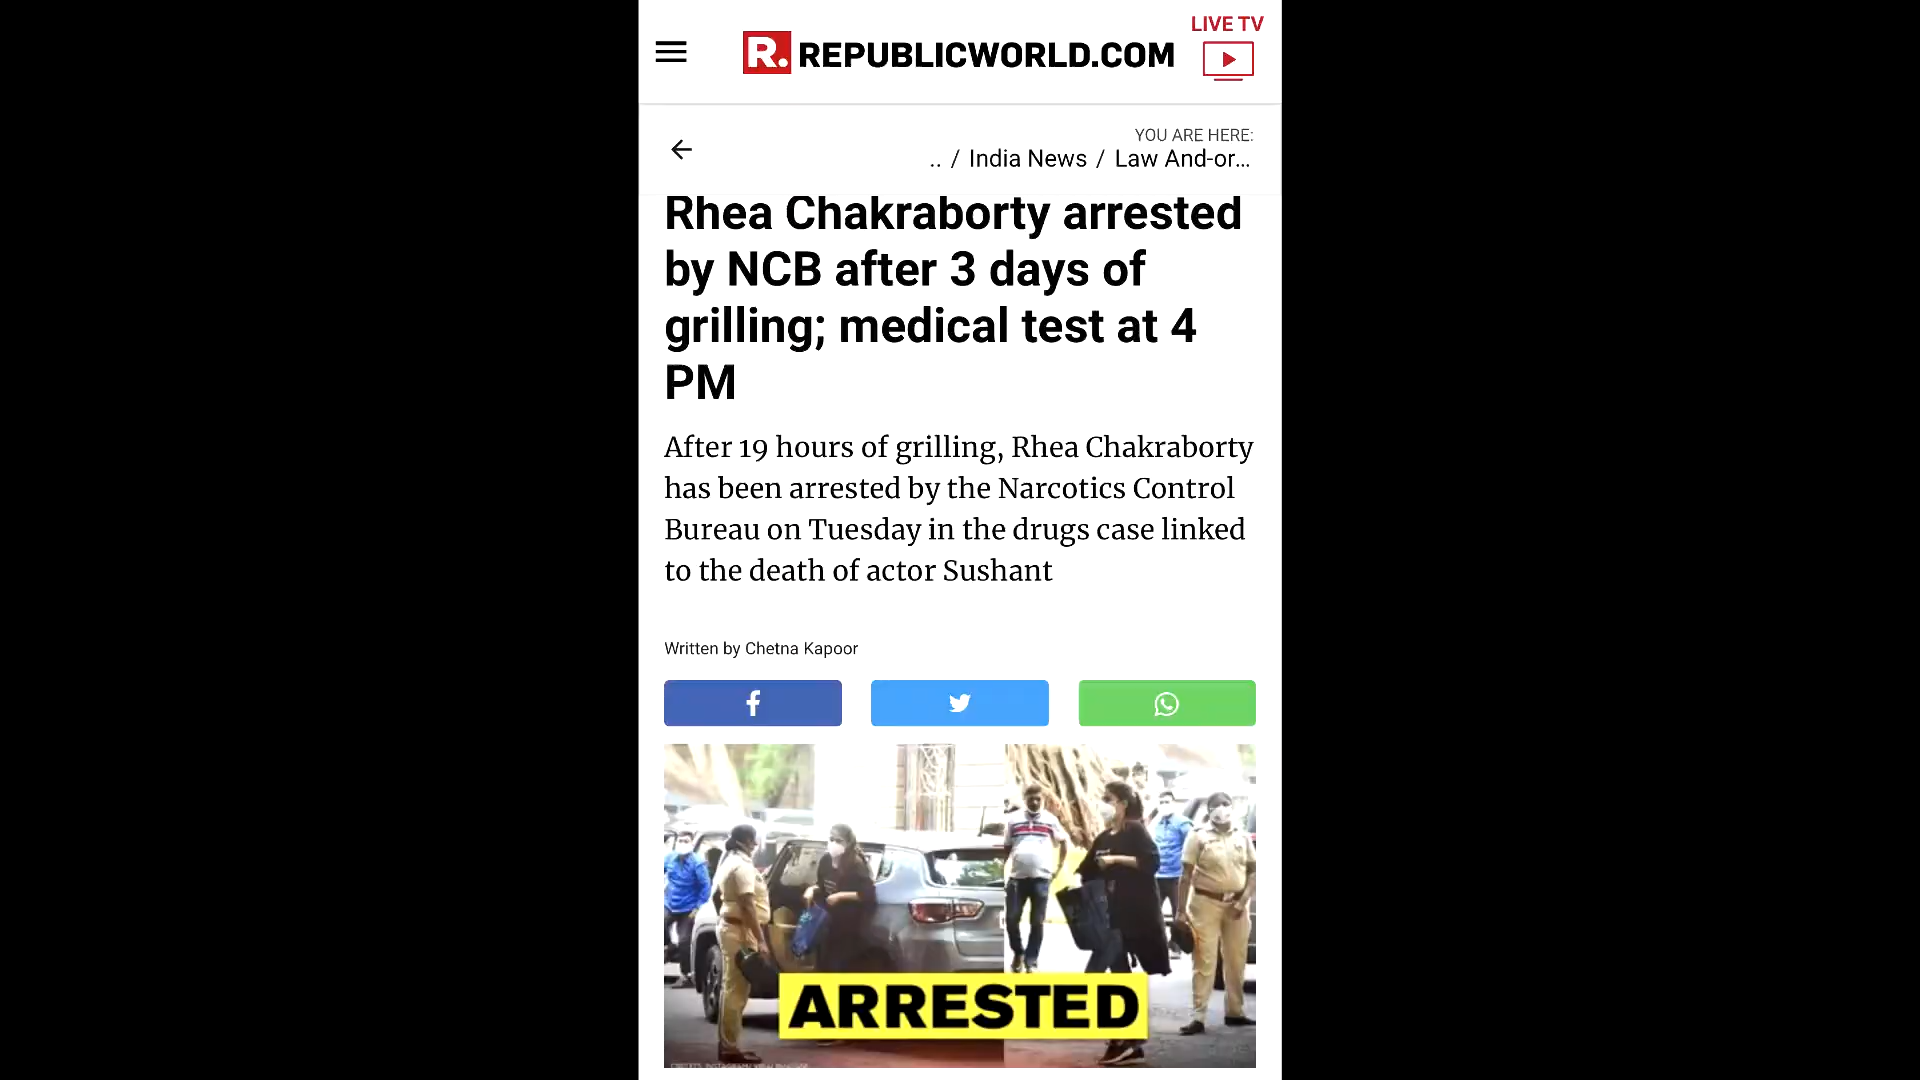 LIVE TV
R. REPUBLICWORLD.COM
YOU ARE HERE:
.. / India News / Law And-or...
Rhea Chakraborty arrested
by NCB after 3 days of
grilling; medical test at 4
PM
After 19 hours of grilling, Rhea Chakraborty
has been arrested by the Narcotics Control
Bureau on Tuesday in the drugs case linked
to the death of actor Sushant
Written by Chetna Kapoor
ARRESTED